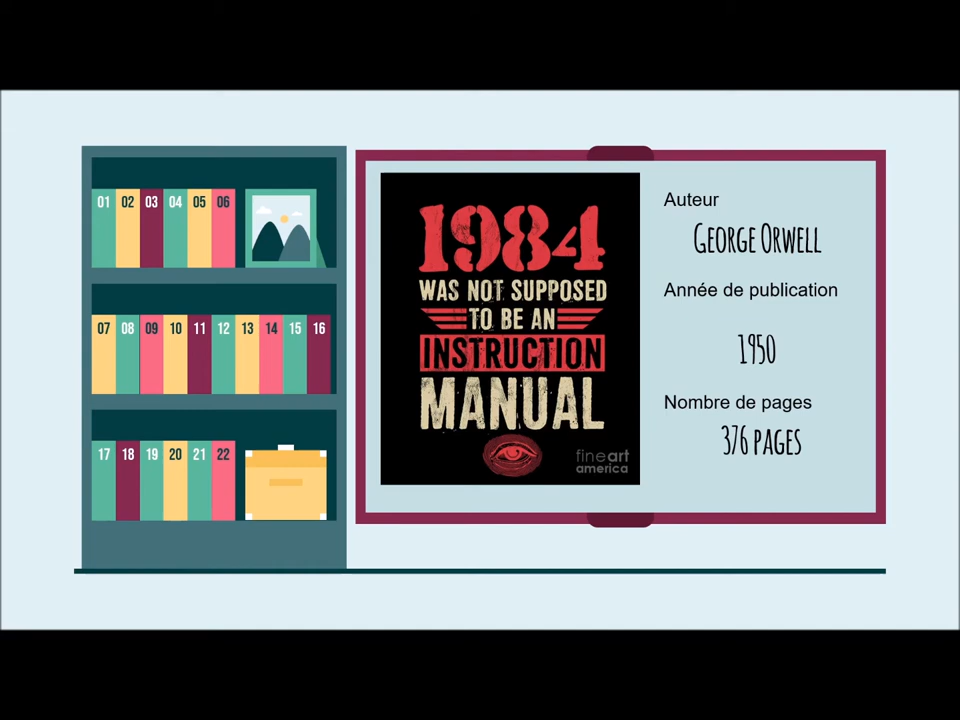 01 02 03 04 05 06
07 08 09 10 11 12 13 14 15 16
17 18 19 20 21 22
1984
WAS NOT SUPPOSED
TO BE AN
INSTRUCTION
MANUAL
fineart
america
Auteur
GEORGE ORWELL
Année de publication
1950
Nombre de pages
376 PAGES